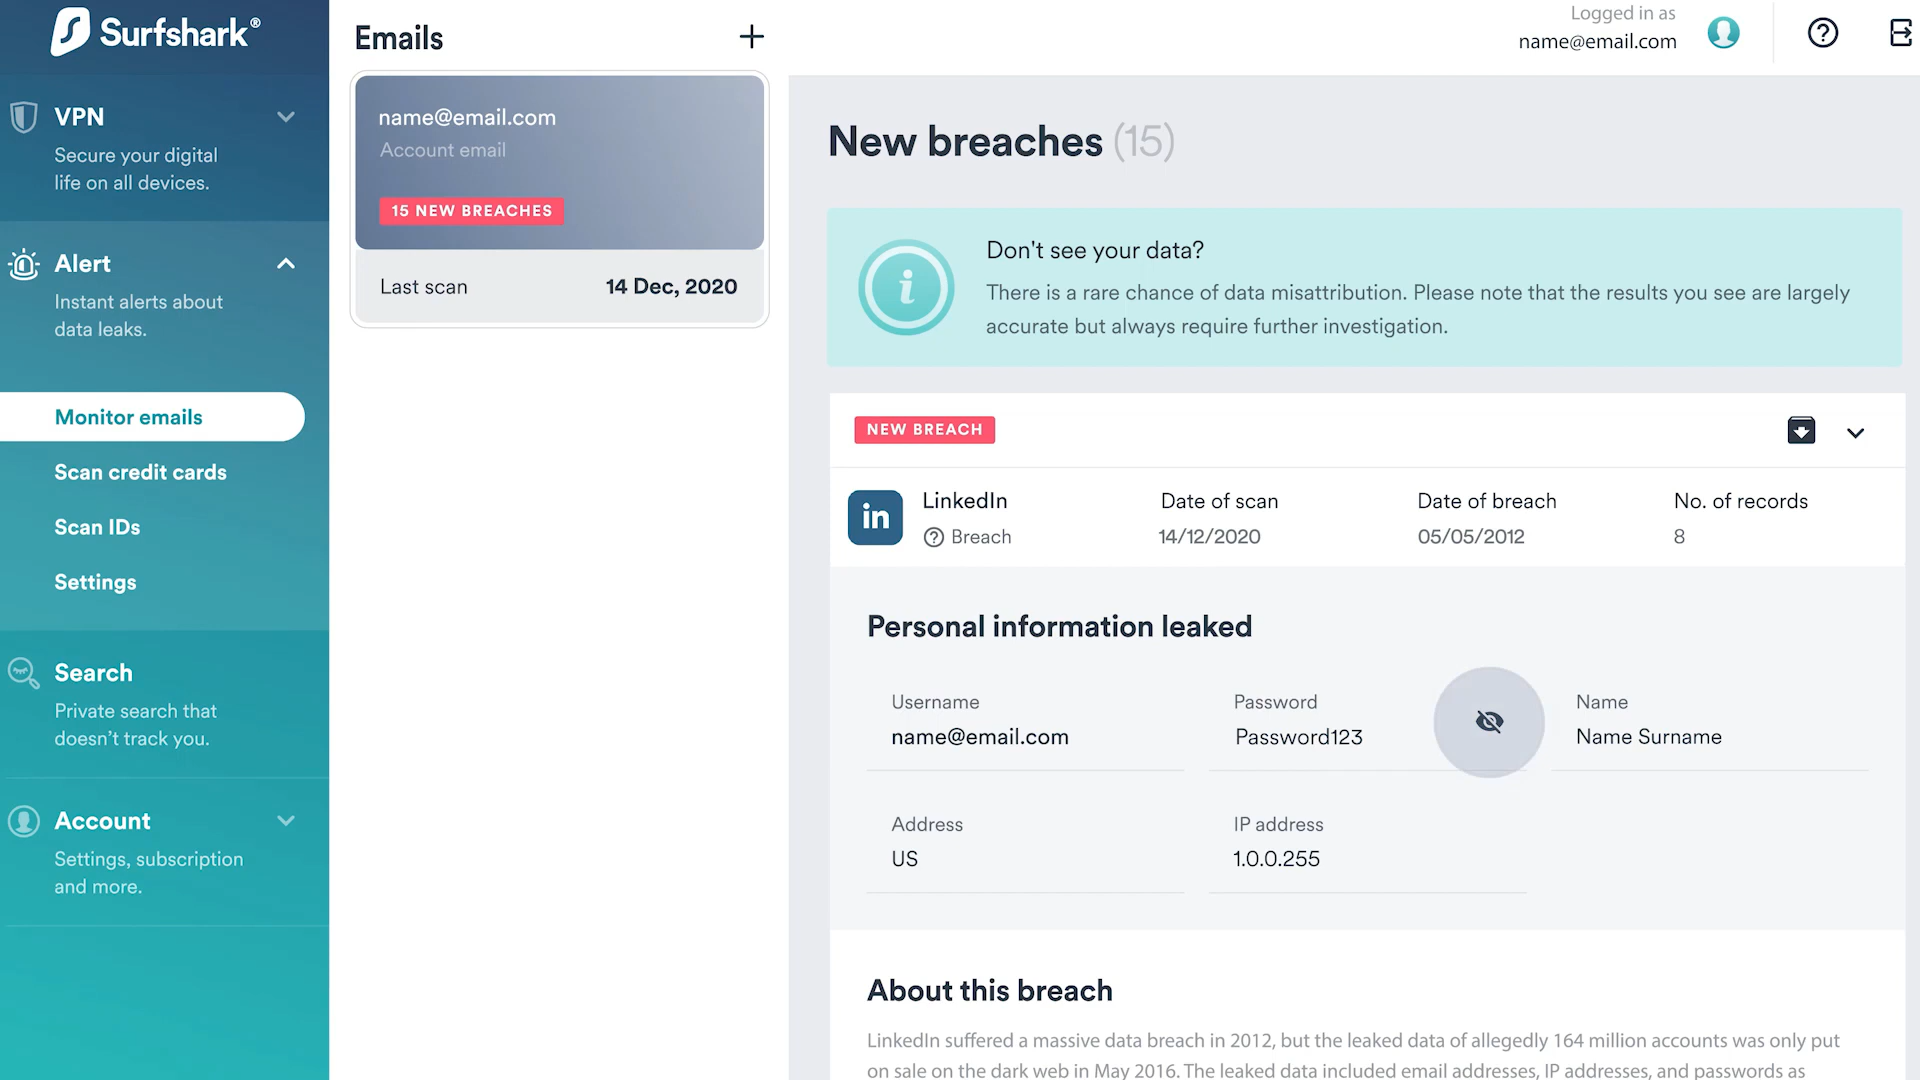 Surfshark®
VPN
Secure your digital
life on all devices.
Alert
Instant alerts about
data leaks.
Monitor emails
Scan credit cards
Scan IDs
Settings
Search
Private search that
doesn't track you.
Account
Settings, subscription
and more.
Emails
name@email.com
Account email
15 NEW BREACHES
Last scan 14 Dec, 2020
Logged in as
name@email.com
New breaches (15)
Don't see your data?
There is a rare chance of data misattribution. Please note that the results you see are largely
accurate but always require further investigation.
NEW BREACH
in LinkedIn Date of scan Date of breach No. of records
Breach 14/12/2020 05/05/2012 8
Personal information leaked
Username Password Name
name@email.com Password123 Name Surname
Address IP address
US 1.0.0.255
About this breach
LinkedIn suffered a massive data breach in 2012, but the leaked data of allegedly 164 million accounts was only put
on sale on the dark web in May 2016. The leaked data included email addresses, IP addresses, and passwords as